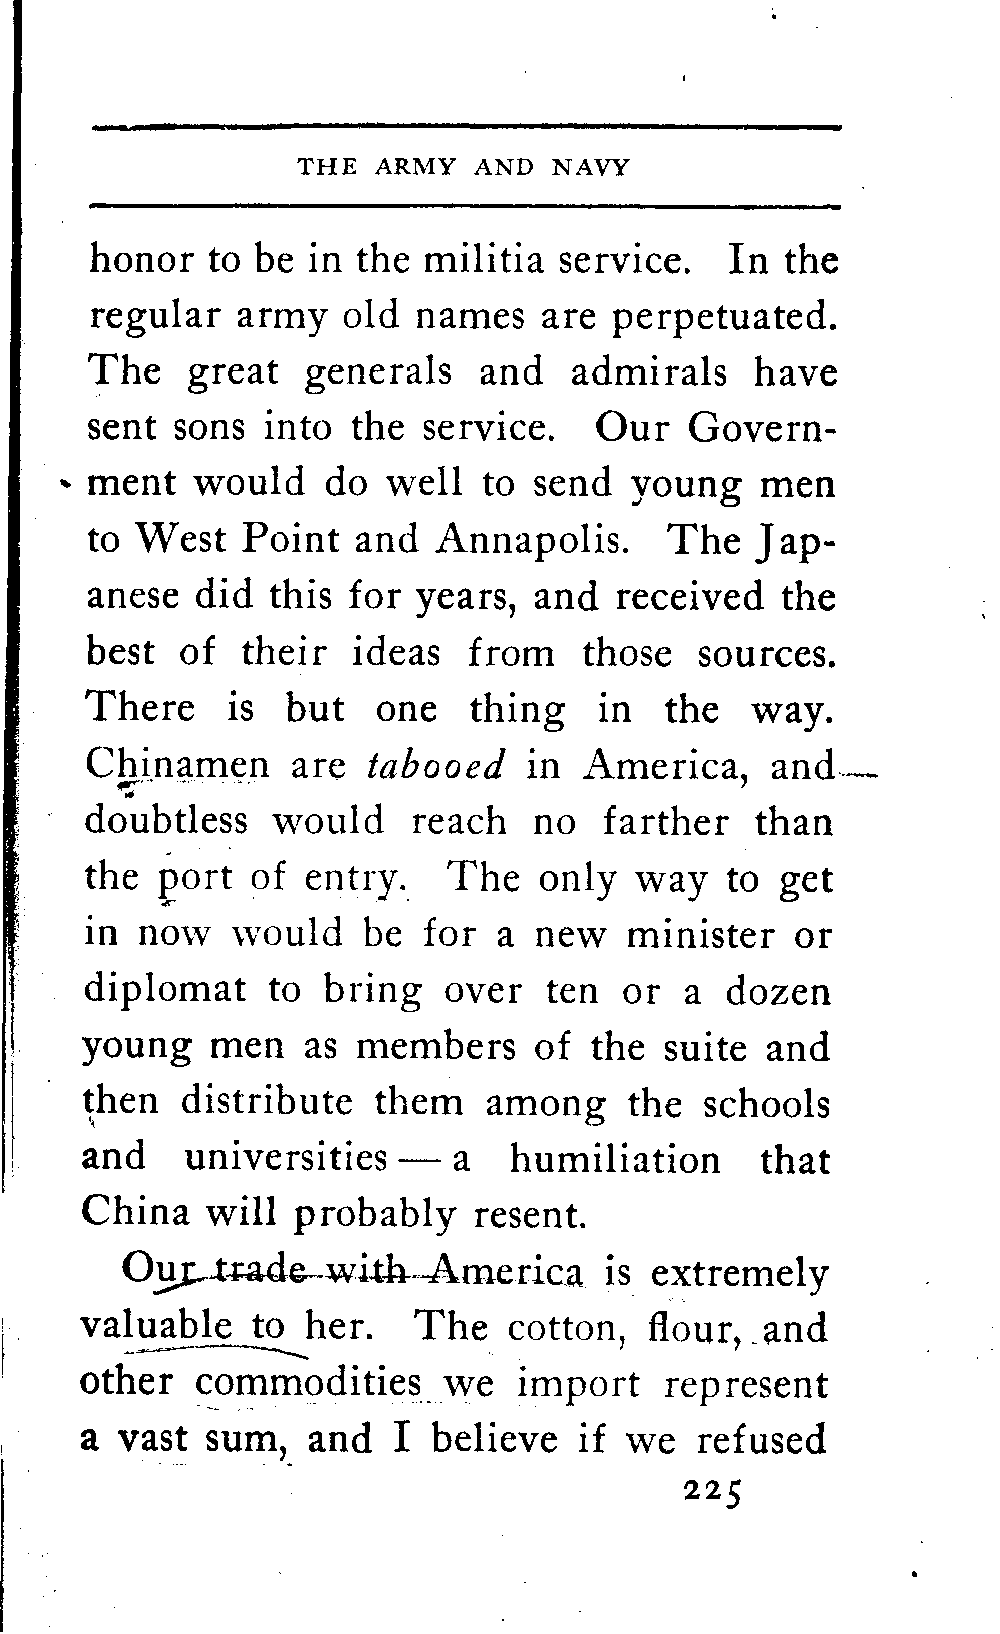 THE ARMY AND NAVY
honor to be in the militia service. In the
regular army old names are perpetuated.
The great generals and admirals have
sent sons into the service. Our Govern-
ment would do well to send young men
to West Point and Annapolis. The Jap-
anese did this for years, and received the
best of their ideas from those sources.
There is but one thing in the way.
Chinamen are tabooed in America, and
doubtless would reach no farther than
the port of entry. The only way to get
in now would be for a new minister or
diplomat to bring over ten or a dozen
young men as members of the suite and
then distribute them among the schools
and universities — a humiliation that
China will probably resent.
Our trade with America is extremely
valuable to her. The cotton, flour, and
other commodities we import represent
a vast sum, and I believe if we refused
225